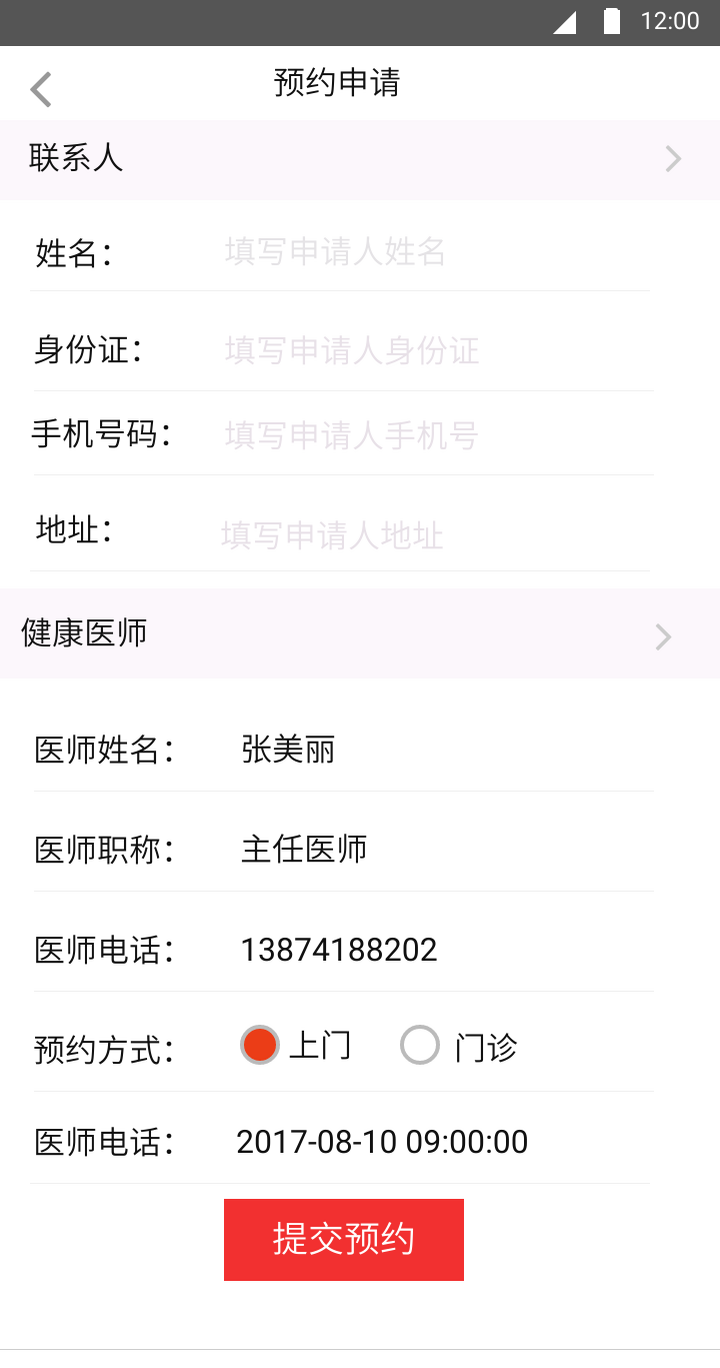 12:00
预约申请
联系人
姓名： 填写申请人姓名
身份证： 填写申请人身份证
手机号码： 填写申请人手机号
地址： 填写申请人地址
健康医师
医师姓名： 张美丽
医师职称： 主任医师
医师电话： 13874188202
预约方式： 上门 门诊
医师电话： 2017-08-10 09:00:00
提交预约